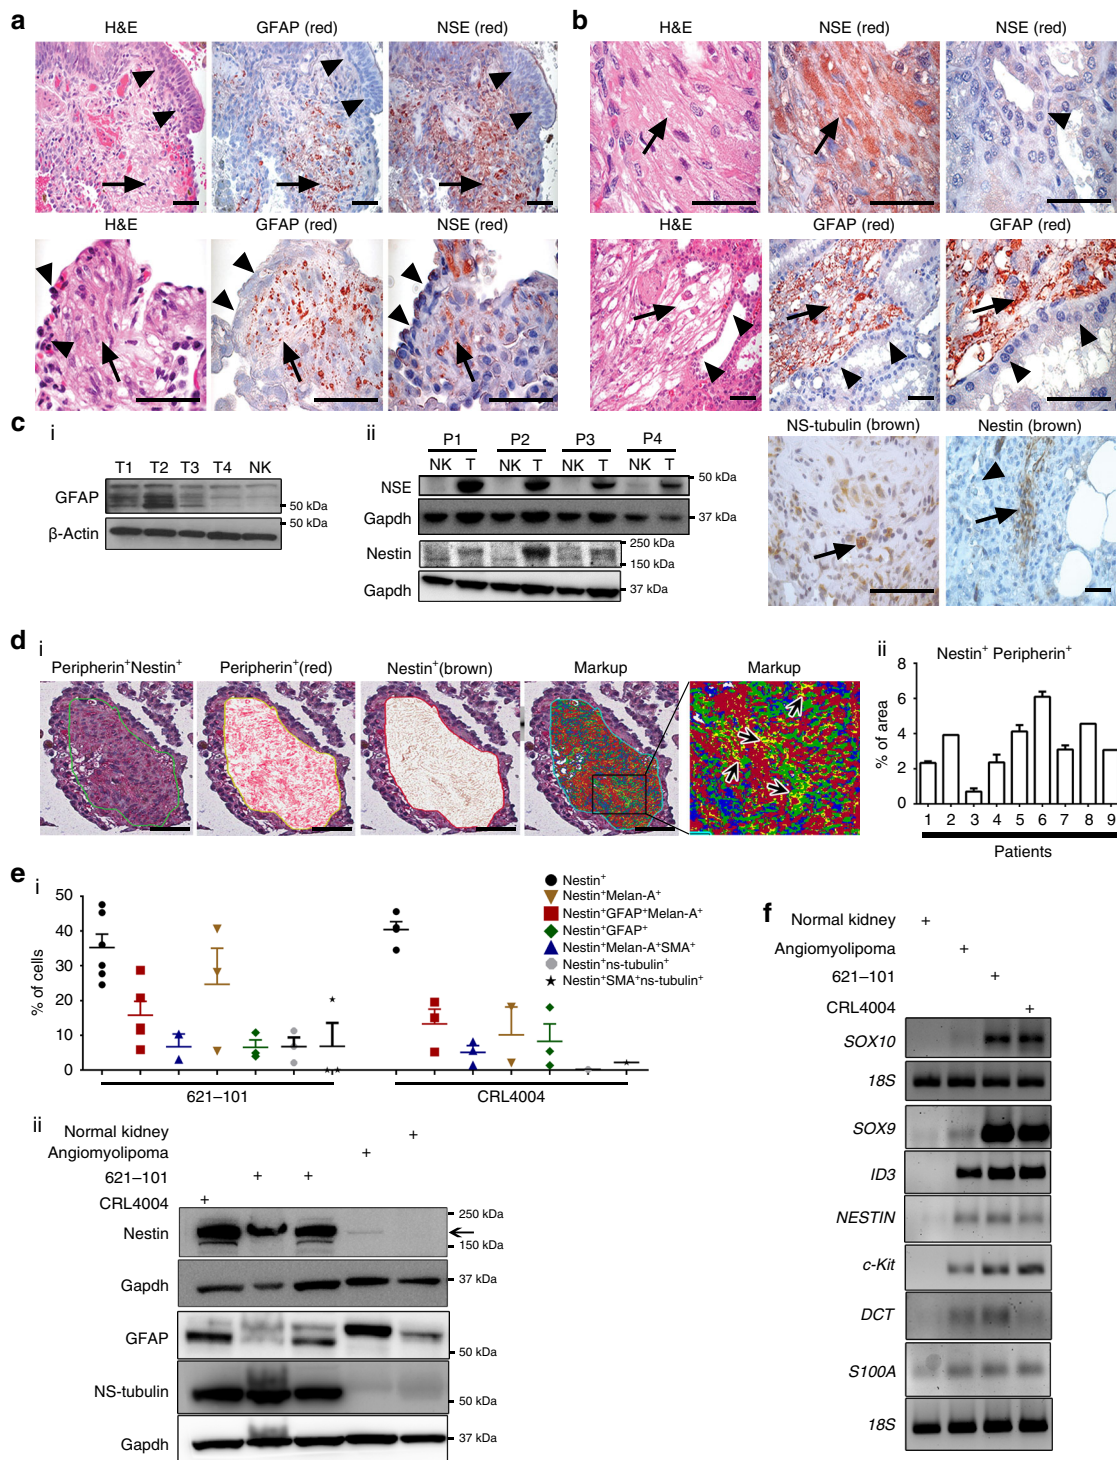 a
H&E
GFAP (red)
NSE (red)
H&E
GFAP (red)
NSE (red)
b
H&E
NSE (red)
NSE (red)
H&E
GFAP (red)
GFAP (red)
NS-tubulin (brown)
Nestin (brown)
c
i
T1 T2 T3 T4 NK
GFAP
50 kDa
50 kDa
β-Actin
ii
P1 P2 P3 P4
NK T NK T NK T NK T
NSE
50 kDa
Gapdh
37 kDa
Nestin
250 kDa
150 kDa
Gapdh
37 kDa
d
i
Peripherin+Nestin+
Peripherin+(red)
Nestin+(brown)
Markup
Markup
ii
Nestin+ Peripherin+
% of area
8
6
4
2
0
1 2 3 4 5 6 7 8 9
Patients
e
i
% of cells
50
40
30
20
10
0
621–101
CRL4004
Nestin+
Nestin+Melan-A+
Nestin+GFAP+Melan-A+
Nestin+GFAP+
Nestin+Melan-A+SMA+
Nestin+ns-tubulin+
Nestin+SMA+ns-tubulin+
ii
Normal kidney +
Angiomyolipoma +
621–101 + +
CRL4004 +
Nestin
250 kDa
150 kDa
Gapdh
37 kDa
GFAP
50 kDa
NS-tubulin
50 kDa
Gapdh
37 kDa
f
Normal kidney +
Angiomyolipoma +
621–101 +
CRL4004 +
SOX10
18S
SOX9
ID3
NESTIN
c-Kit
DCT
S100A
18S